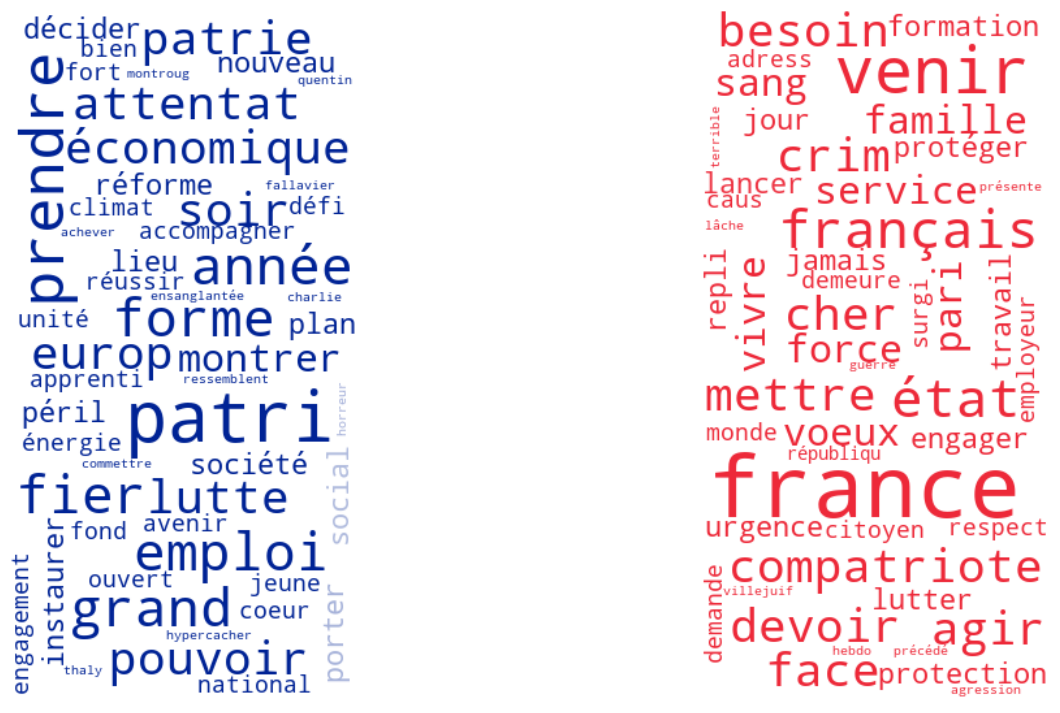 décider
patrie
bien
nouveau
fort
montroug
quentin
prendre
attentat
économique
réforme
fallavier
climat
soir
défi
achever
accompagner
lieu
année
réussir
ensanglantée
charlie
unité
forme
plan
europ
montrer
apprenti
ressemblent
péril
patri
horreur
énergie
commettre
société
social
fier
lutte
fond
avenir
instaurer
emploi
engagement
ouvert
jeune
grand
coeur
porter
hypercacher
thaly
pouvoir
national
besoin
formation
adress
venir
sang
terrible
jour
famille
crim
protéger
lancer
service
présente
caus
lâche
français
repli
vivre
jamais
demeure
surgi
pari
travail
employeur
cher
force
guerre
mettre
état
monde
voeux
engager
républiqu
france
urgence
citoyen
respect
compatriote
demande
villejuif
lutter
devoir
agir
hebdo
précédé
face
protection
agression